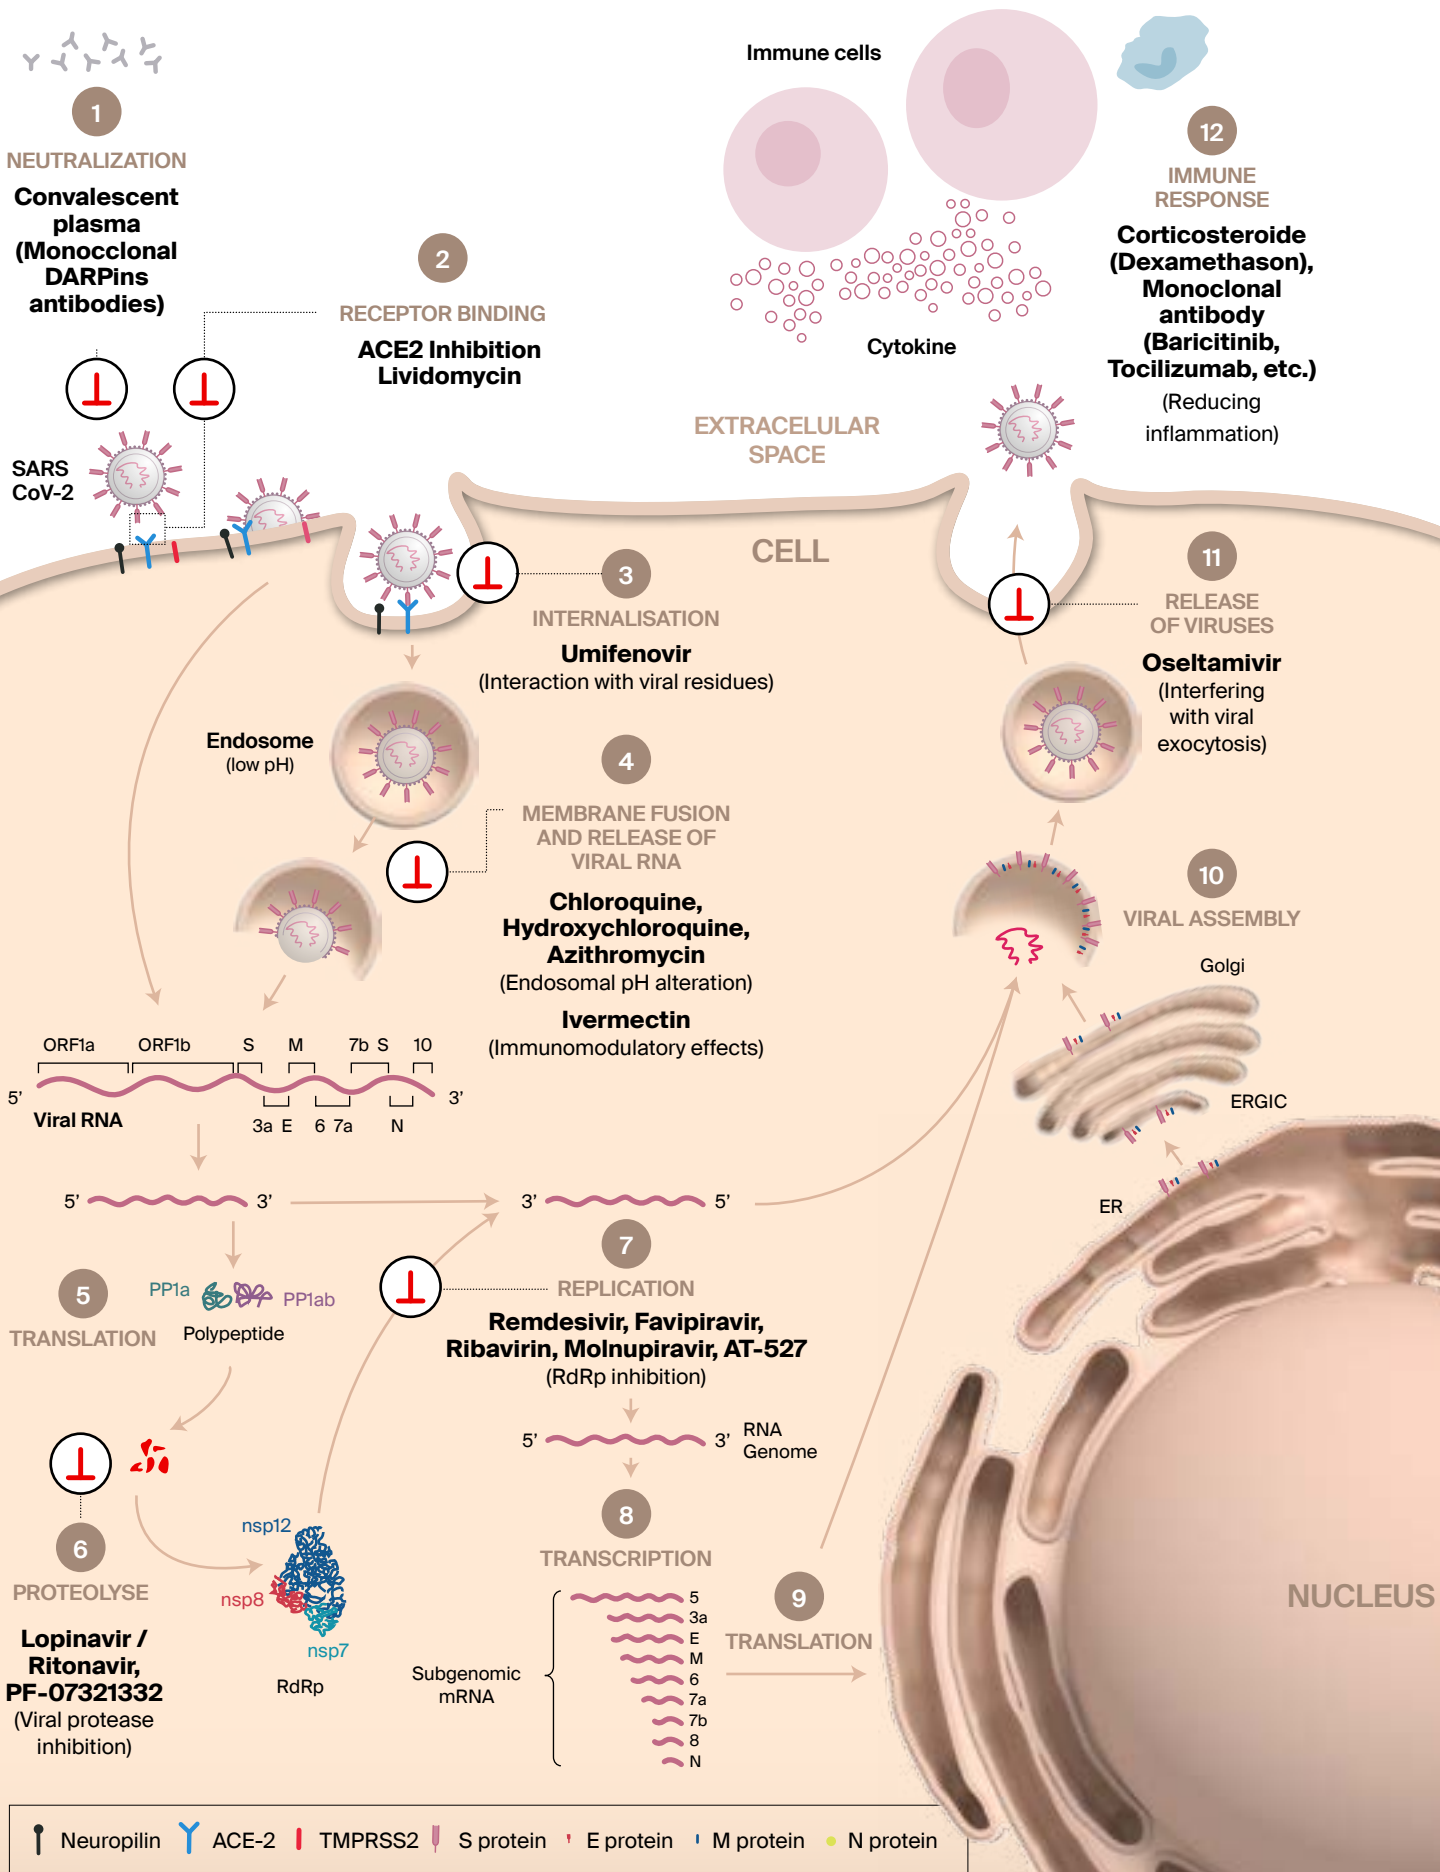 1
NEUTRALIZATION
Convalescent
plasma
(Monocclonal
DARPins
antibodies)
2
RECEPTOR BINDING
ACE2 Inhibition
Lividomycin
SARS
CoV-2
Immune cells
Cytokine
12
IMMUNE
RESPONSE
Corticosteroide
(Dexamethason),
Monoclonal
antibody
(Baricitinib,
Tocilizumab, etc.)
(Reducing
inflammation)
EXTRACELULAR
SPACE
CELL
3
INTERNALISATION
Umifenovir
(Interaction with viral residues)
Endosome
(low pH)
4
MEMBRANE FUSION
AND RELEASE OF
VIRAL RNA
Chloroquine,
Hydroxychloroquine,
Azithromycin
(Endosomal pH alteration)
Ivermectin
(Immunomodulatory effects)
11
RELEASE
OF VIRUSES
Oseltamivir
(Interfering
with viral
exocytosis)
10
VIRAL ASSEMBLY
Golgi
ERGIC
ER
ORF1a ORF1b S M 7b S 10
5’ 3’
Viral RNA
3a E 6 7a N
5’ 3’
3’ 5’
5
TRANSLATION
PP1a PP1ab
Polypeptide
7
REPLICATION
Remdesivir, Favipiravir,
Ribavirin, Molnupiravir, AT-527
(RdRp inhibition)
5’ 3’ RNA
Genome
6
PROTEOLYSE
Lopinavir /
Ritonavir,
PF-07321332
(Viral protease
inhibition)
nsp12
nsp8
nsp7
RdRp
8
TRANSCRIPTION
Subgenomic
mRNA
5
3a
E
M
6
7a
7b
8
N
9
TRANSLATION
NUCLEUS
Neuropilin ACE-2 TMPRSS2 S protein E protein M protein N protein